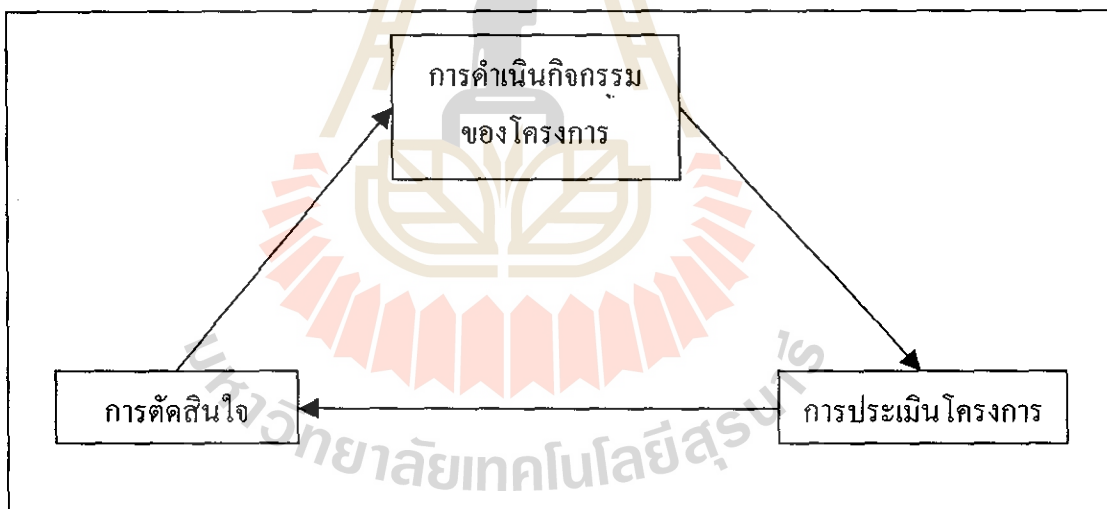 การดำเนินกิจกรรม
ของโครงการ
การตัดสินใจ
การประเมินโครงการ
มหาวิทยาลัยเทคโนโลยีสุรนารี